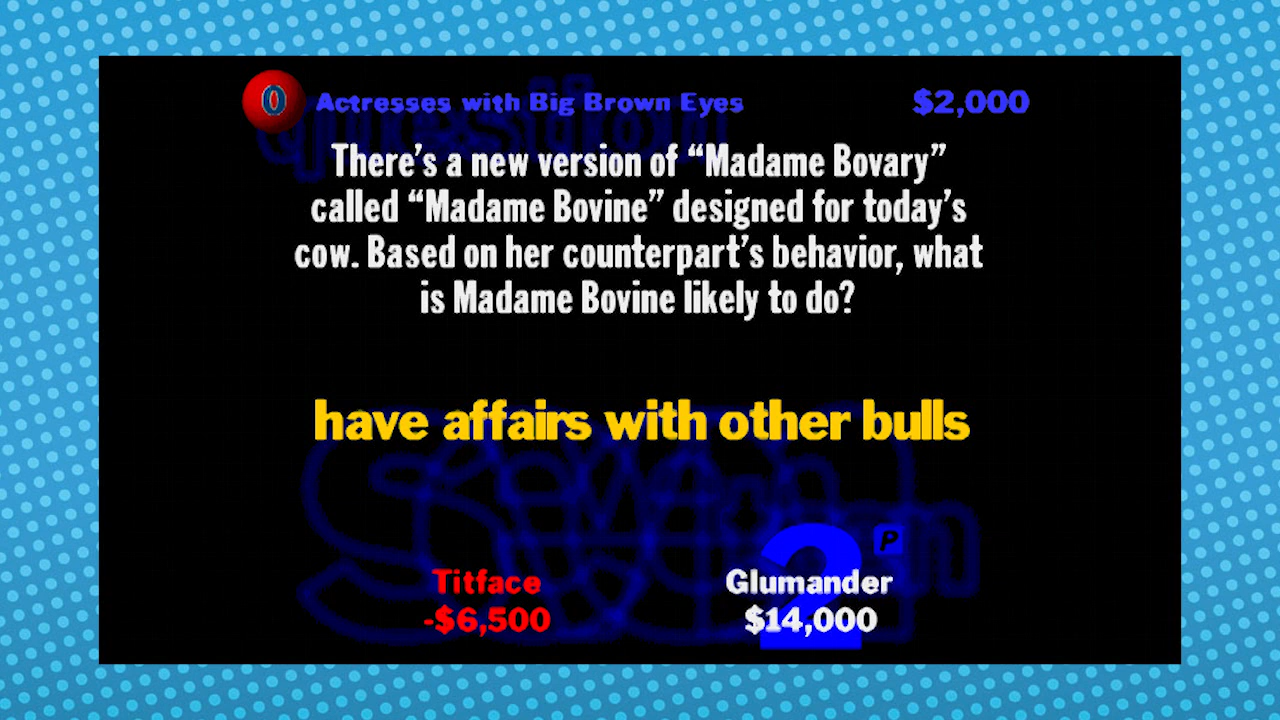 0 Actresses with Big Brown Eyes $2,000
question
There's a new version of “Madame Bovary”
called “Madame Bovine” designed for today's
cow. Based on her counterpart's behavior, what
is Madame Bovine likely to do?
have affairs with other bulls
2 P
Titface Glumander
-$6,500 $14,000